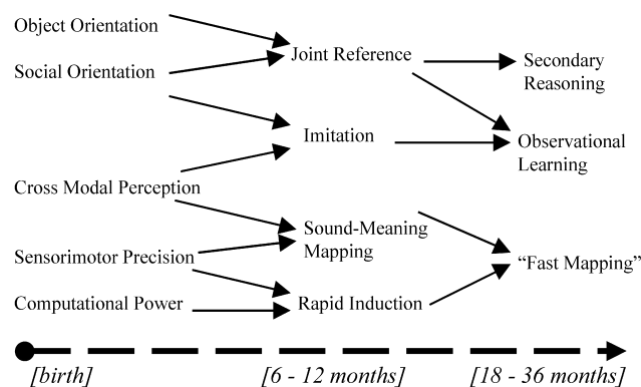 Object Orientation
Social Orientation
Joint Reference
Secondary
Reasoning
Imitation
Observational
Learning
Cross Modal Perception
Sound-Meaning
Mapping
Sensorimotor Precision
“Fast Mapping”
Computational Power
Rapid Induction
[birth]
[6 - 12 months]
[18 - 36 months]